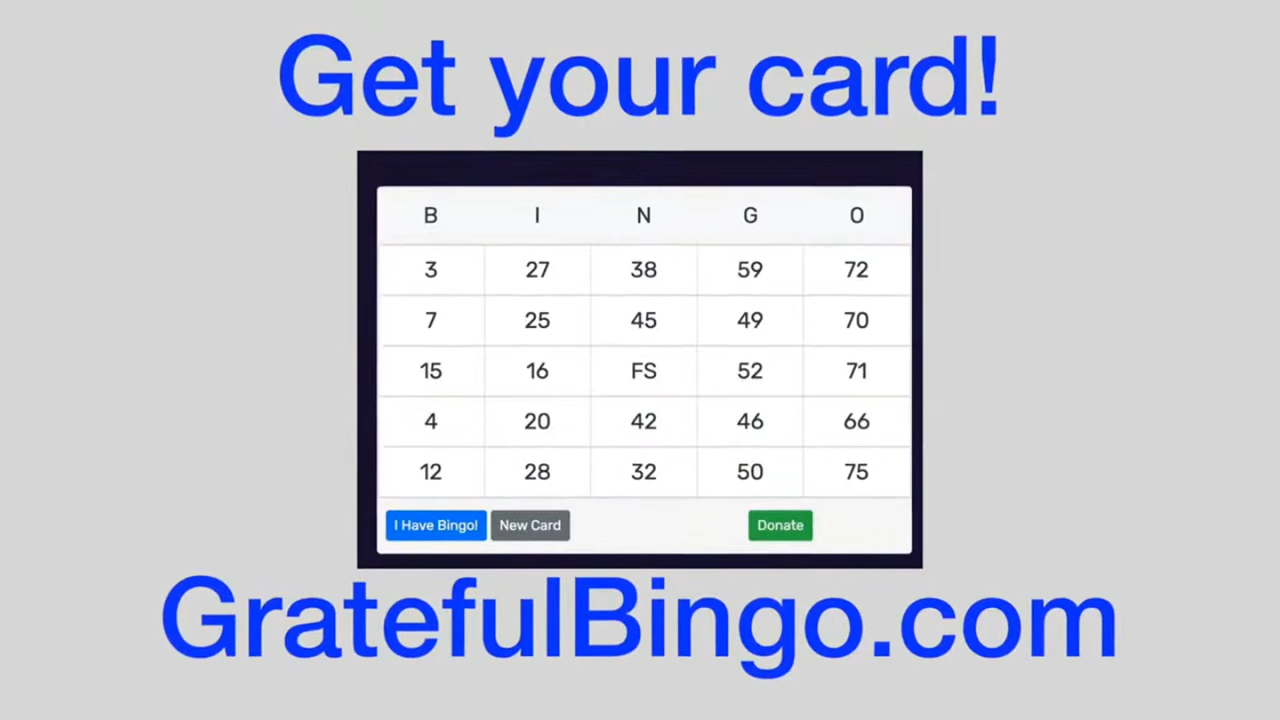 Get your card!
B I N G O
3 27 38 59 72
7 25 45 49 70
15 16 FS 52 71
4 20 42 46 66
12 28 32 50 75
I Have Bingo! New Card Donate
GratefulBingo.com